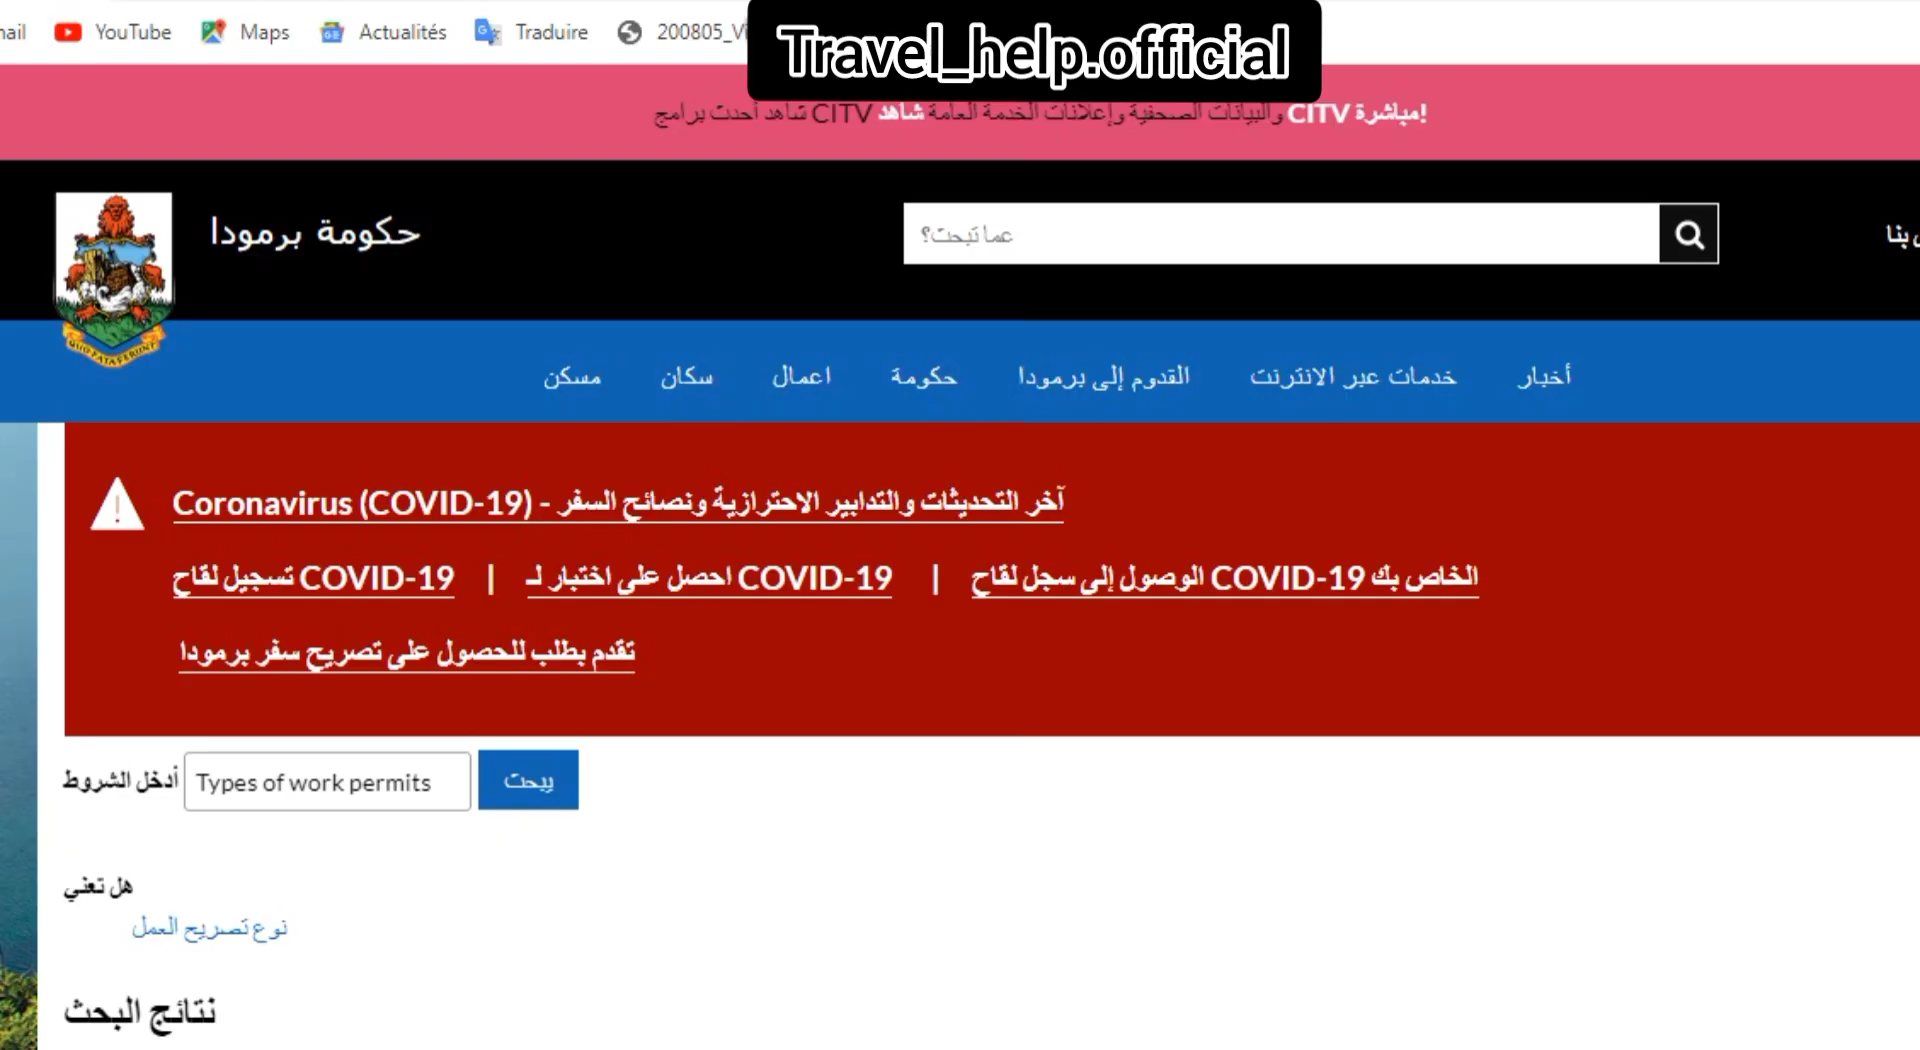 YouTube Maps Actualités Traduire
Travel_help.official
شاهد أحدث برامج CITV والبيانات الصحفية وإعلانات الخدمة العامة شاهد CITV مباشرة!
حكومة برمودا
عما تبحث؟
بنا
مسكن سكان اعمال حكومة القدوم إلى برمودا خدمات عبر الانترنت أخبار
Coronavirus (COVID-19) - آخر التحديثات والتدابير الاحترازية ونصائح السفر
تسجيل لقاح COVID-19 | احصل على اختبار لـ COVID-19 | الوصول إلى سجل لقاح COVID-19 الخاص بك
تقدم بطلب للحصول على تصريح سفر برمودا
أدخل الشروط Types of work permits يبحث
هل تعني
نوع تصريح العمل
نتائج البحث